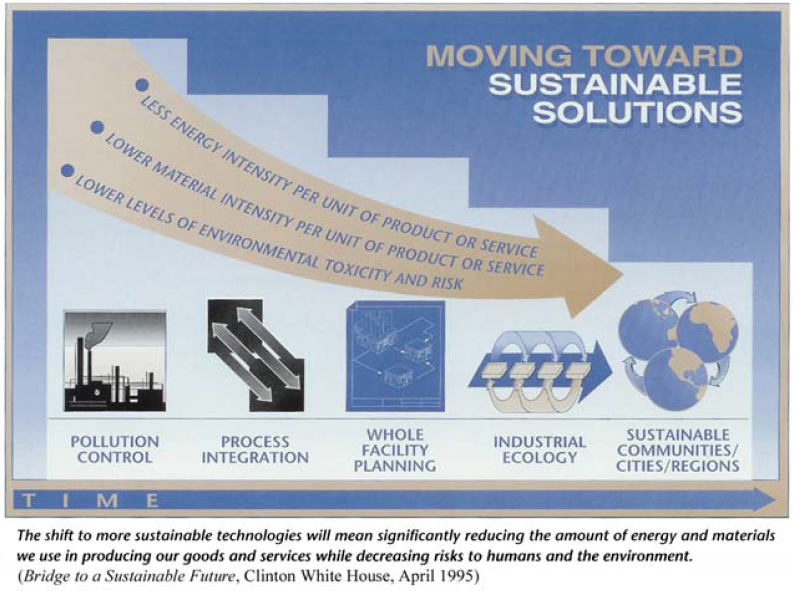 MOVING TOWARD
SUSTAINABLE
SOLUTIONS
LESS ENERGY INTENSITY PER UNIT OF PRODUCT OR SERVICE
LOWER MATERIAL INTENSITY PER UNIT OF PRODUCT OR SERVICE
LOWER LEVELS OF ENVIRONMENTAL TOXICITY AND RISK
POLLUTION
CONTROL
PROCESS
INTEGRATION
WHOLE
FACILITY
PLANNING
INDUSTRIAL
ECOLOGY
SUSTAINABLE
COMMUNITIES/
CITIES/REGIONS
TIME
The shift to more sustainable technologies will mean significantly reducing the amount of energy and materials
we use in producing our goods and services while decreasing risks to humans and the environment.
(Bridge to a Sustainable Future, Clinton White House, April 1995)